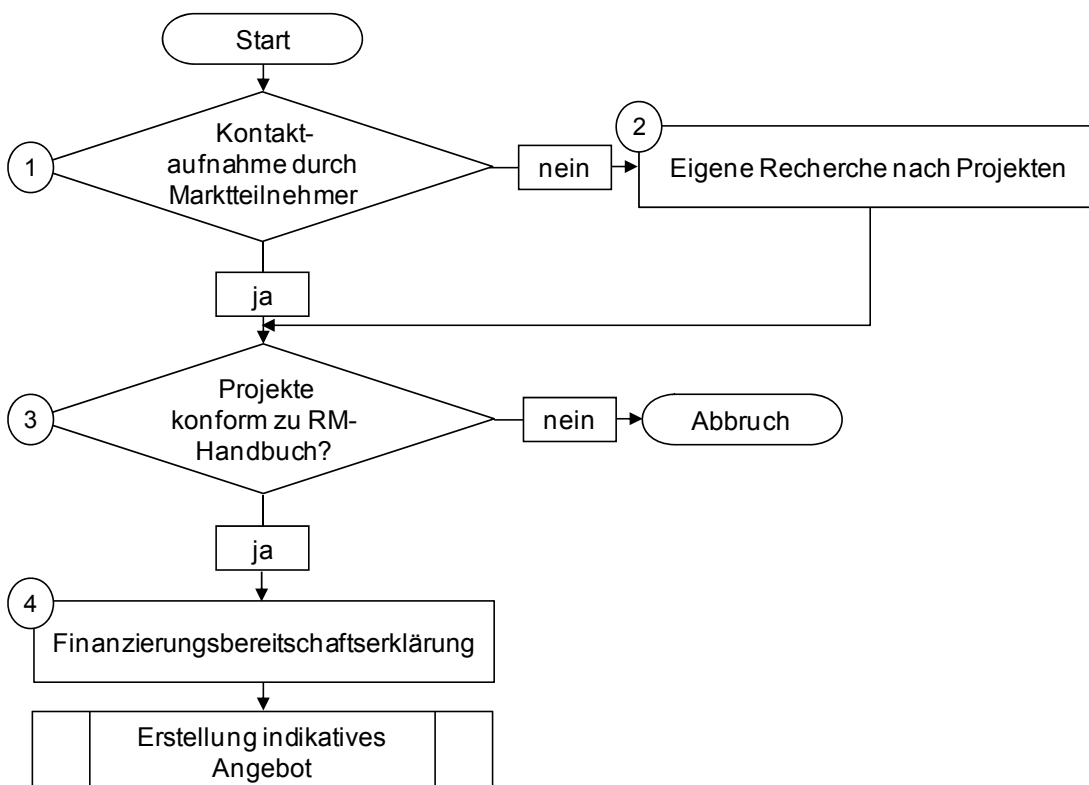 Start
1
Kontakt-
aufnahme durch
Marktteilnehmer
nein
2
Eigene Recherche nach Projekten
ja
3
Projekte
konform zu RM-
Handbuch?
nein
Abbruch
ja
4
Finanzierungsbereitschaftserklärung
Erstellung indikatives
Angebot